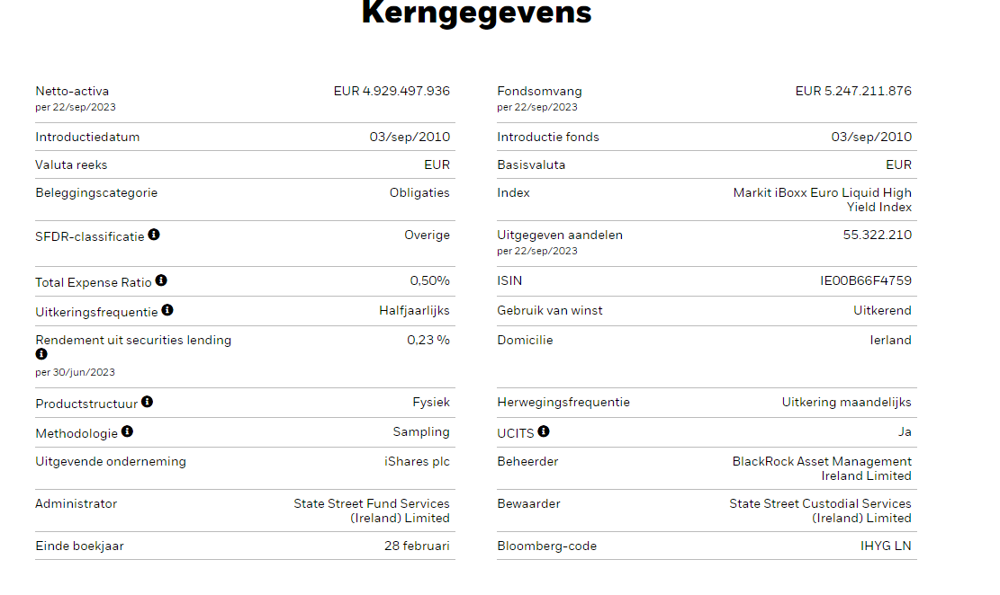 Kerngegevens
Netto-activa EUR 4.929.497.936
per 22/sep/2023
Fondsomvang EUR 5.247.211.876
per 22/sep/2023
Introductiedatum 03/sep/2010
Introductie fonds 03/sep/2010
Valuta reeks EUR
Basisvaluta EUR
Beleggingscategorie Obligaties
Index Markit iBoxx Euro Liquid High
Yield Index
SFDR-classificatie Overige
Uitgegeven aandelen 55.322.210
per 22/sep/2023
Total Expense Ratio 0,50%
ISIN IE00B66F4759
Uitkeringsfrequentie Halfjaarlijks
Gebruik van winst Uitkerend
Rendement uit securities lending 0,23 %
per 30/jun/2023
Domicilie Ierland
Productstructuur Fysiek
Herwegingsfrequentie Uitkering maandelijks
Methodologie Sampling
UCITS Ja
Uitgevende onderneming iShares plc
Beheerder BlackRock Asset Management
Ireland Limited
Administrator State Street Fund Services
(Ireland) Limited
Bewaarder State Street Custodial Services
(Ireland) Limited
Einde boekjaar 28 februari
Bloomberg-code IHYG LN